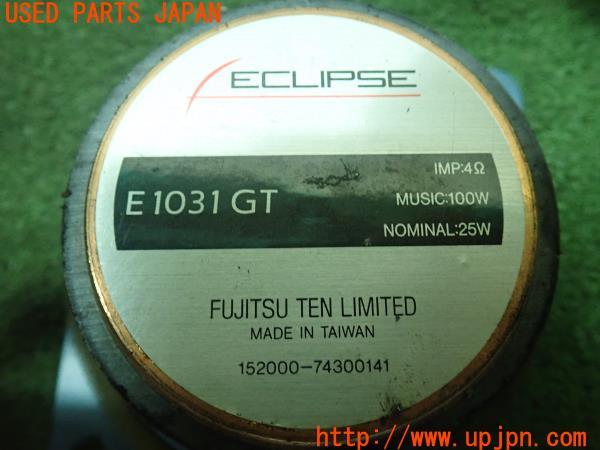 USED PARTS JAPAN
ECLIPSE
IMP:4Ω
E1031 GT
MUSIC:100W
NOMINAL:25W
FUJITSU TEN LIMITED
MADE IN TAIWAN
152000-74300141
http://www.upjpn.com